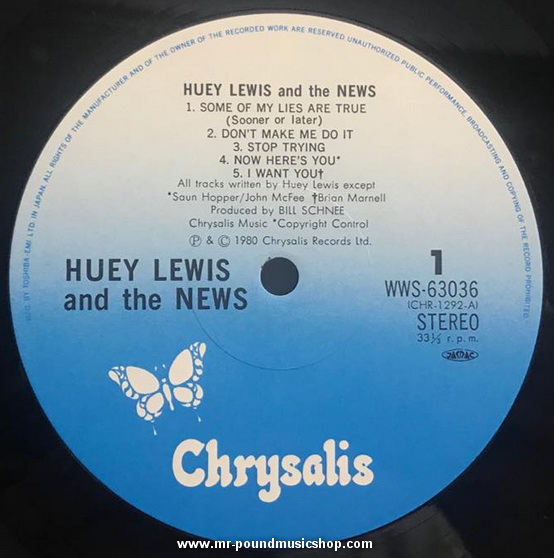 MFG. BY TOSHIBA-EMI LTD. IN JAPAN. ALL RIGHTS OF THE MANUFACTURER AND OF THE OWNER OF THE RECORDED WORK ARE RESERVED UNAUTHORIZED PUBLIC PERFORMANCE, BROADCASTING AND COPYING OF THE RECORD PROHIBITED.
HUEY LEWIS and the NEWS
1. SOME OF MY LIES ARE TRUE
(Sooner or later)
2. DON'T MAKE ME DO IT
3. STOP TRYING
4. NOW HERE'S YOU*
5. I WANT YOU†
All tracks written by Huey Lewis except
*Saun Hopper/John McFee †Brian Marnell
Produced by BILL SCHNEE
Chrysalis Music *Copyright Control
Ⓟ & © 1980 Chrysalis Records Ltd.
HUEY LEWIS
and the NEWS
1
WWS-63036
(CHR-1292-A)
STEREO
33⅓ r.p.m.
JASRAC
Chrysalis
www.mr-poundmusicshop.com